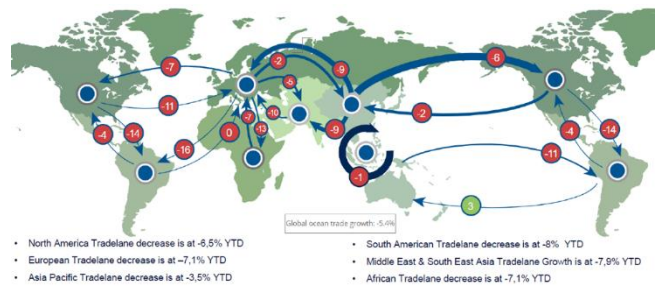 -7
-11
-14
-4
-16
0
-7
-13
-2
-9
-5
-10
-9
-1
-6
-2
-11
3
-4
-14
Global ocean trade growth: -5.4%
• North America Tradelane decrease is at -6,5% YTD
• European Tradelane decrease is at –7,1% YTD
• Asia Pacific Tradelane decrease is at -3,5% YTD
• South American Tradelane decrease is at -8% YTD
• Middle East & South East Asia Tradelane Growth is at -7,9% YTD
• African Tradelane decrease is at -7,1% YTD